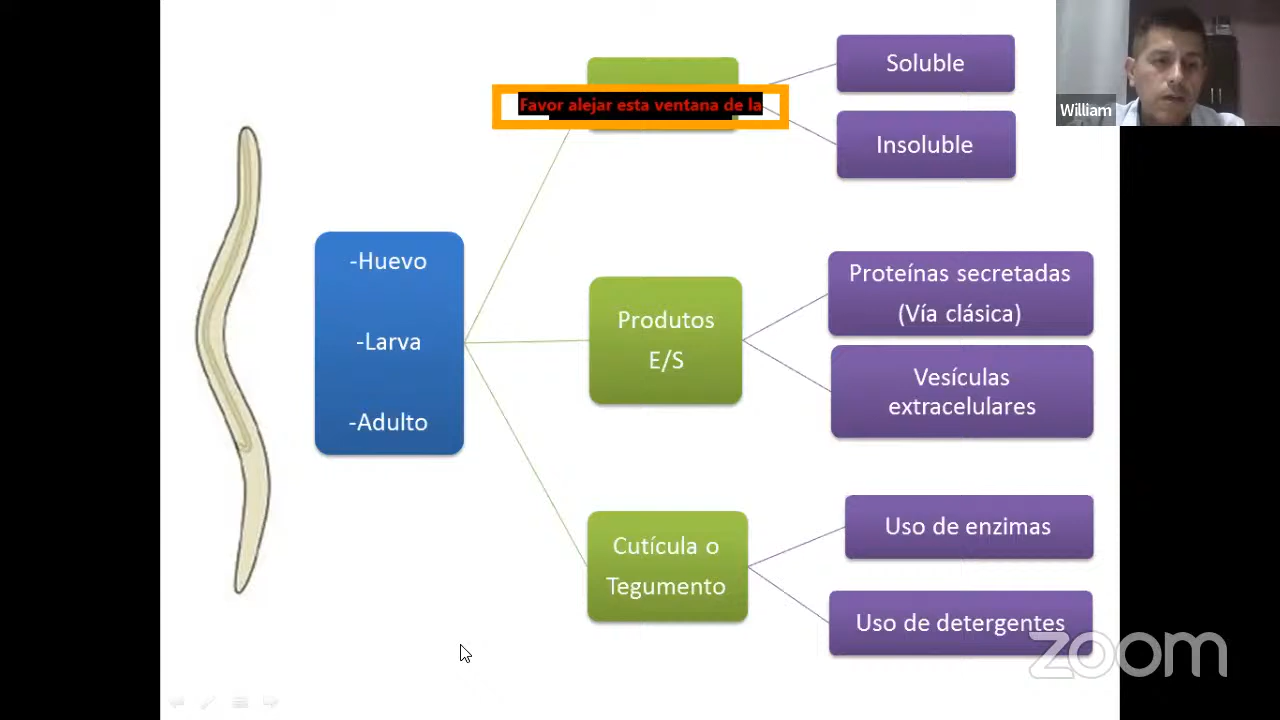 Favor alejar esta ventana de la
Soluble
Insoluble
William
-Huevo
-Larva
-Adulto
Produtos
E/S
Proteínas secretadas
(Vía clásica)
Vesículas
extracelulares
Cutícula o
Tegumento
Uso de enzimas
Uso de detergentes
zoom